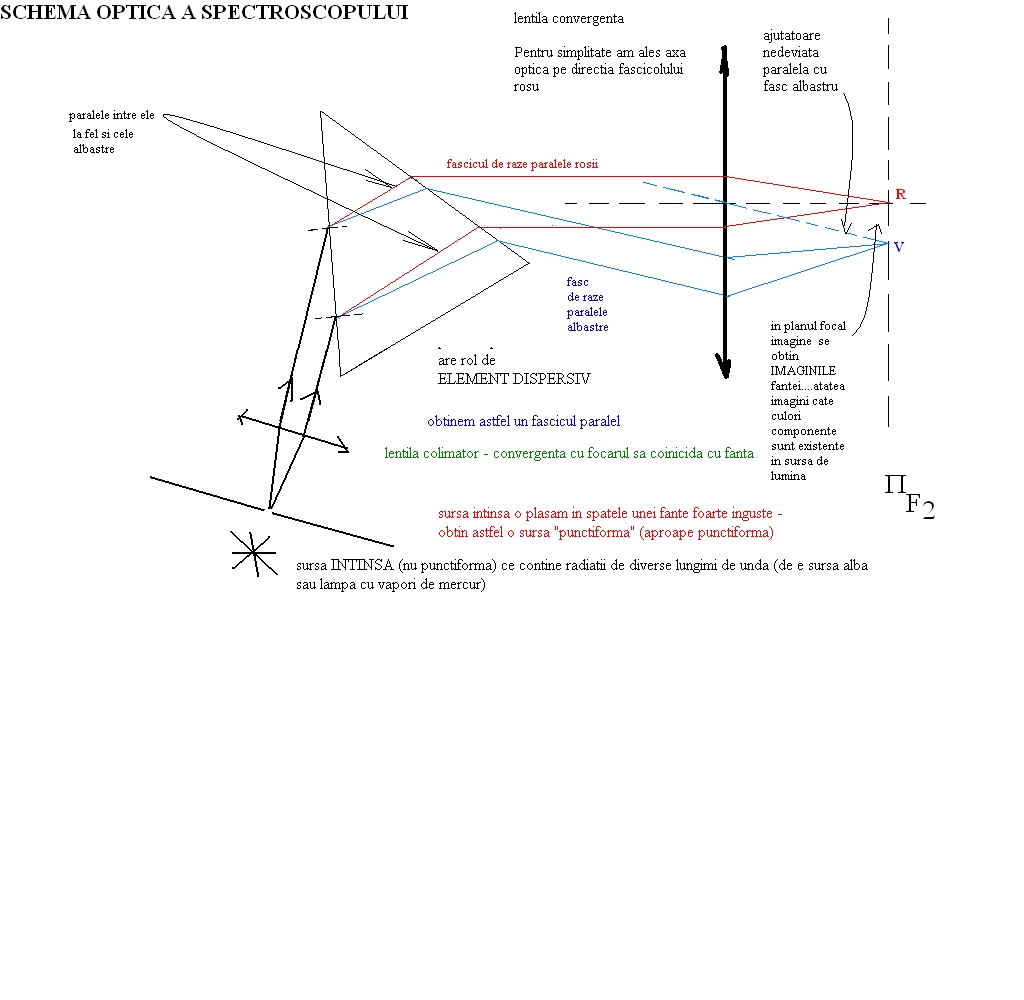 SCHEMA OPTICA A SPECTROSCOPULUI
lentila convergenta
Pentru simplitate am ales axa
optica pe directia fascicolului
rosu
ajutatoare
nedeviata
paralela cu
fasc albastru
paralele intre ele
la fel si cele
albastre
fascicul de raze paralele rosii
R
V
fasc
de raze
paralele
albastre
in planul focal
imagine se
obtin
IMAGINILE
fantei....atatea
imagini cate
culori
componente
sunt existente
in sursa de
lumina
are rol de
ELEMENT DISPERSIV
obtinem astfel un fascicul paralel
lentila colimator - convergenta cu focarul sa coinicida cu fanta
Π F2
sursa intinsa o plasam in spatele unei fante foarte inguste -
obtin astfel o sursa "punctiforma" (aproape punctiforma)
sursa INTINSA (nu punctiforma) ce contine radiatii de diverse lungimi de unda (de e sursa alba
sau lampa cu vapori de mercur)